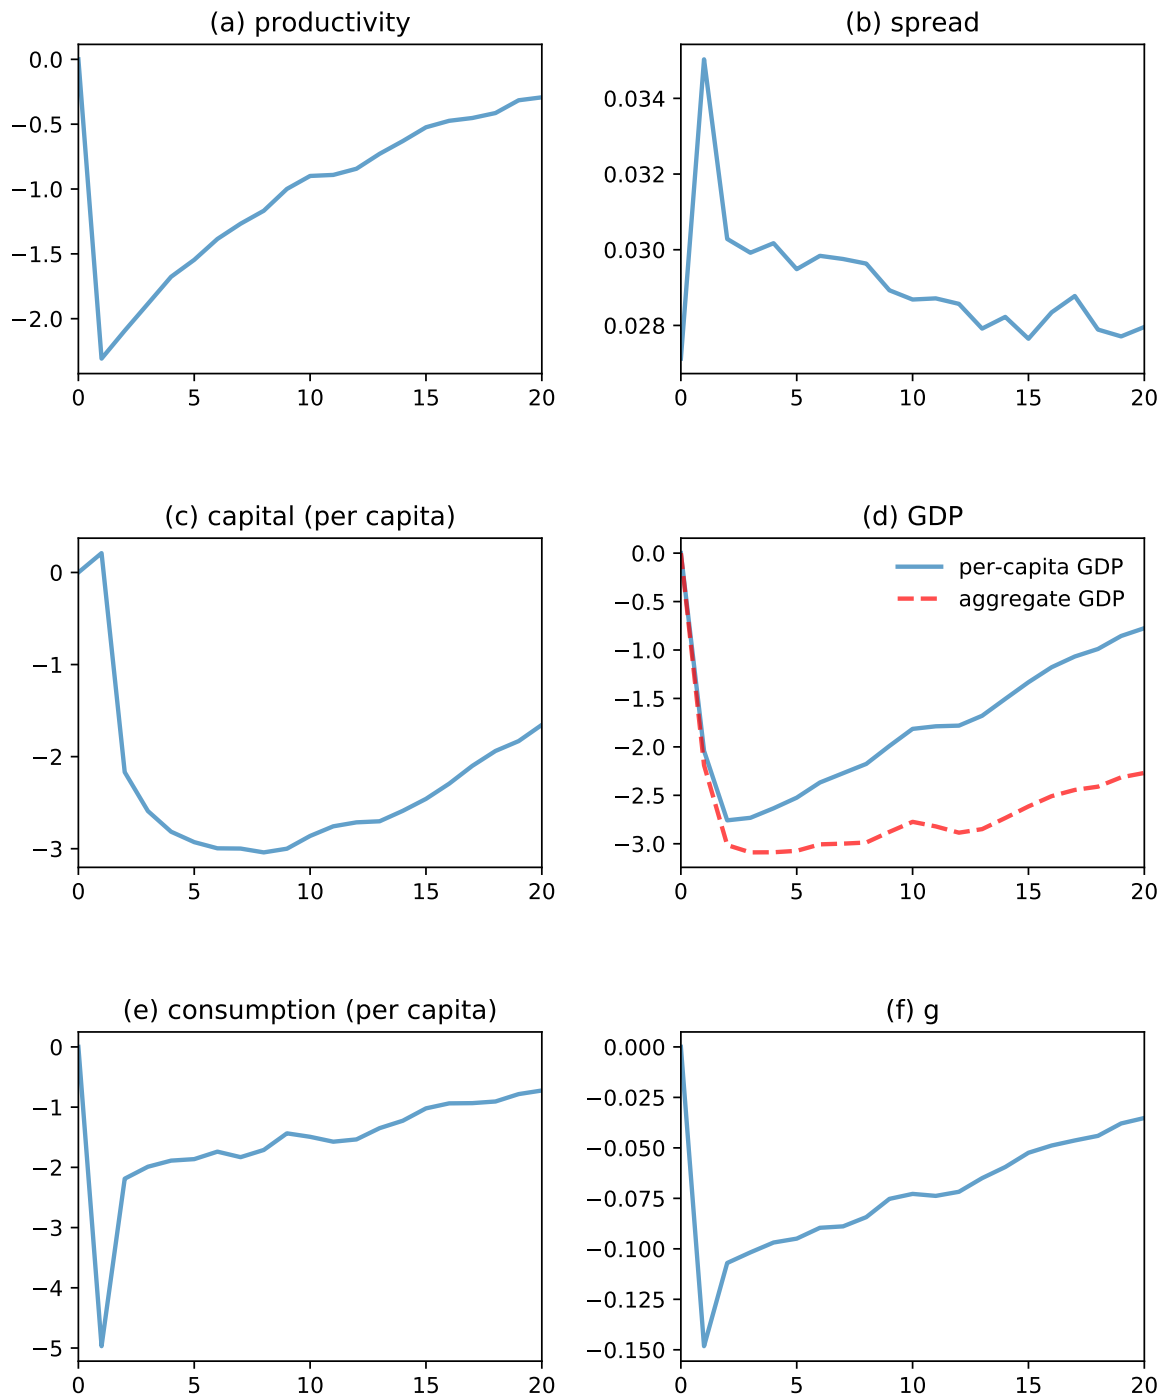 (a) productivity
(b) spread
0.0
−0.5
−1.0
−1.5
−2.0
0 5 10 15 20
0.034
0.032
0.030
0.028
0 5 10 15 20
(c) capital (per capita)
(d) GDP
0
−1
−2
−3
0 5 10 15 20
0.0
−0.5
−1.0
−1.5
−2.0
−2.5
−3.0
per-capita GDP
aggregate GDP
0 5 10 15 20
(e) consumption (per capita)
(f) g
0
−1
−2
−3
−4
−5
0 5 10 15 20
0.000
−0.025
−0.050
−0.075
−0.100
−0.125
−0.150
0 5 10 15 20